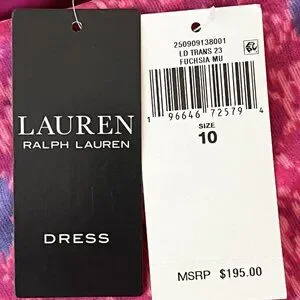 LAUREN
RALPH LAUREN
DRESS
250909138001
LD TRANS 23
FUCHSIA MU
1 96646 72579 4
SIZE
10
MSRP $195.00